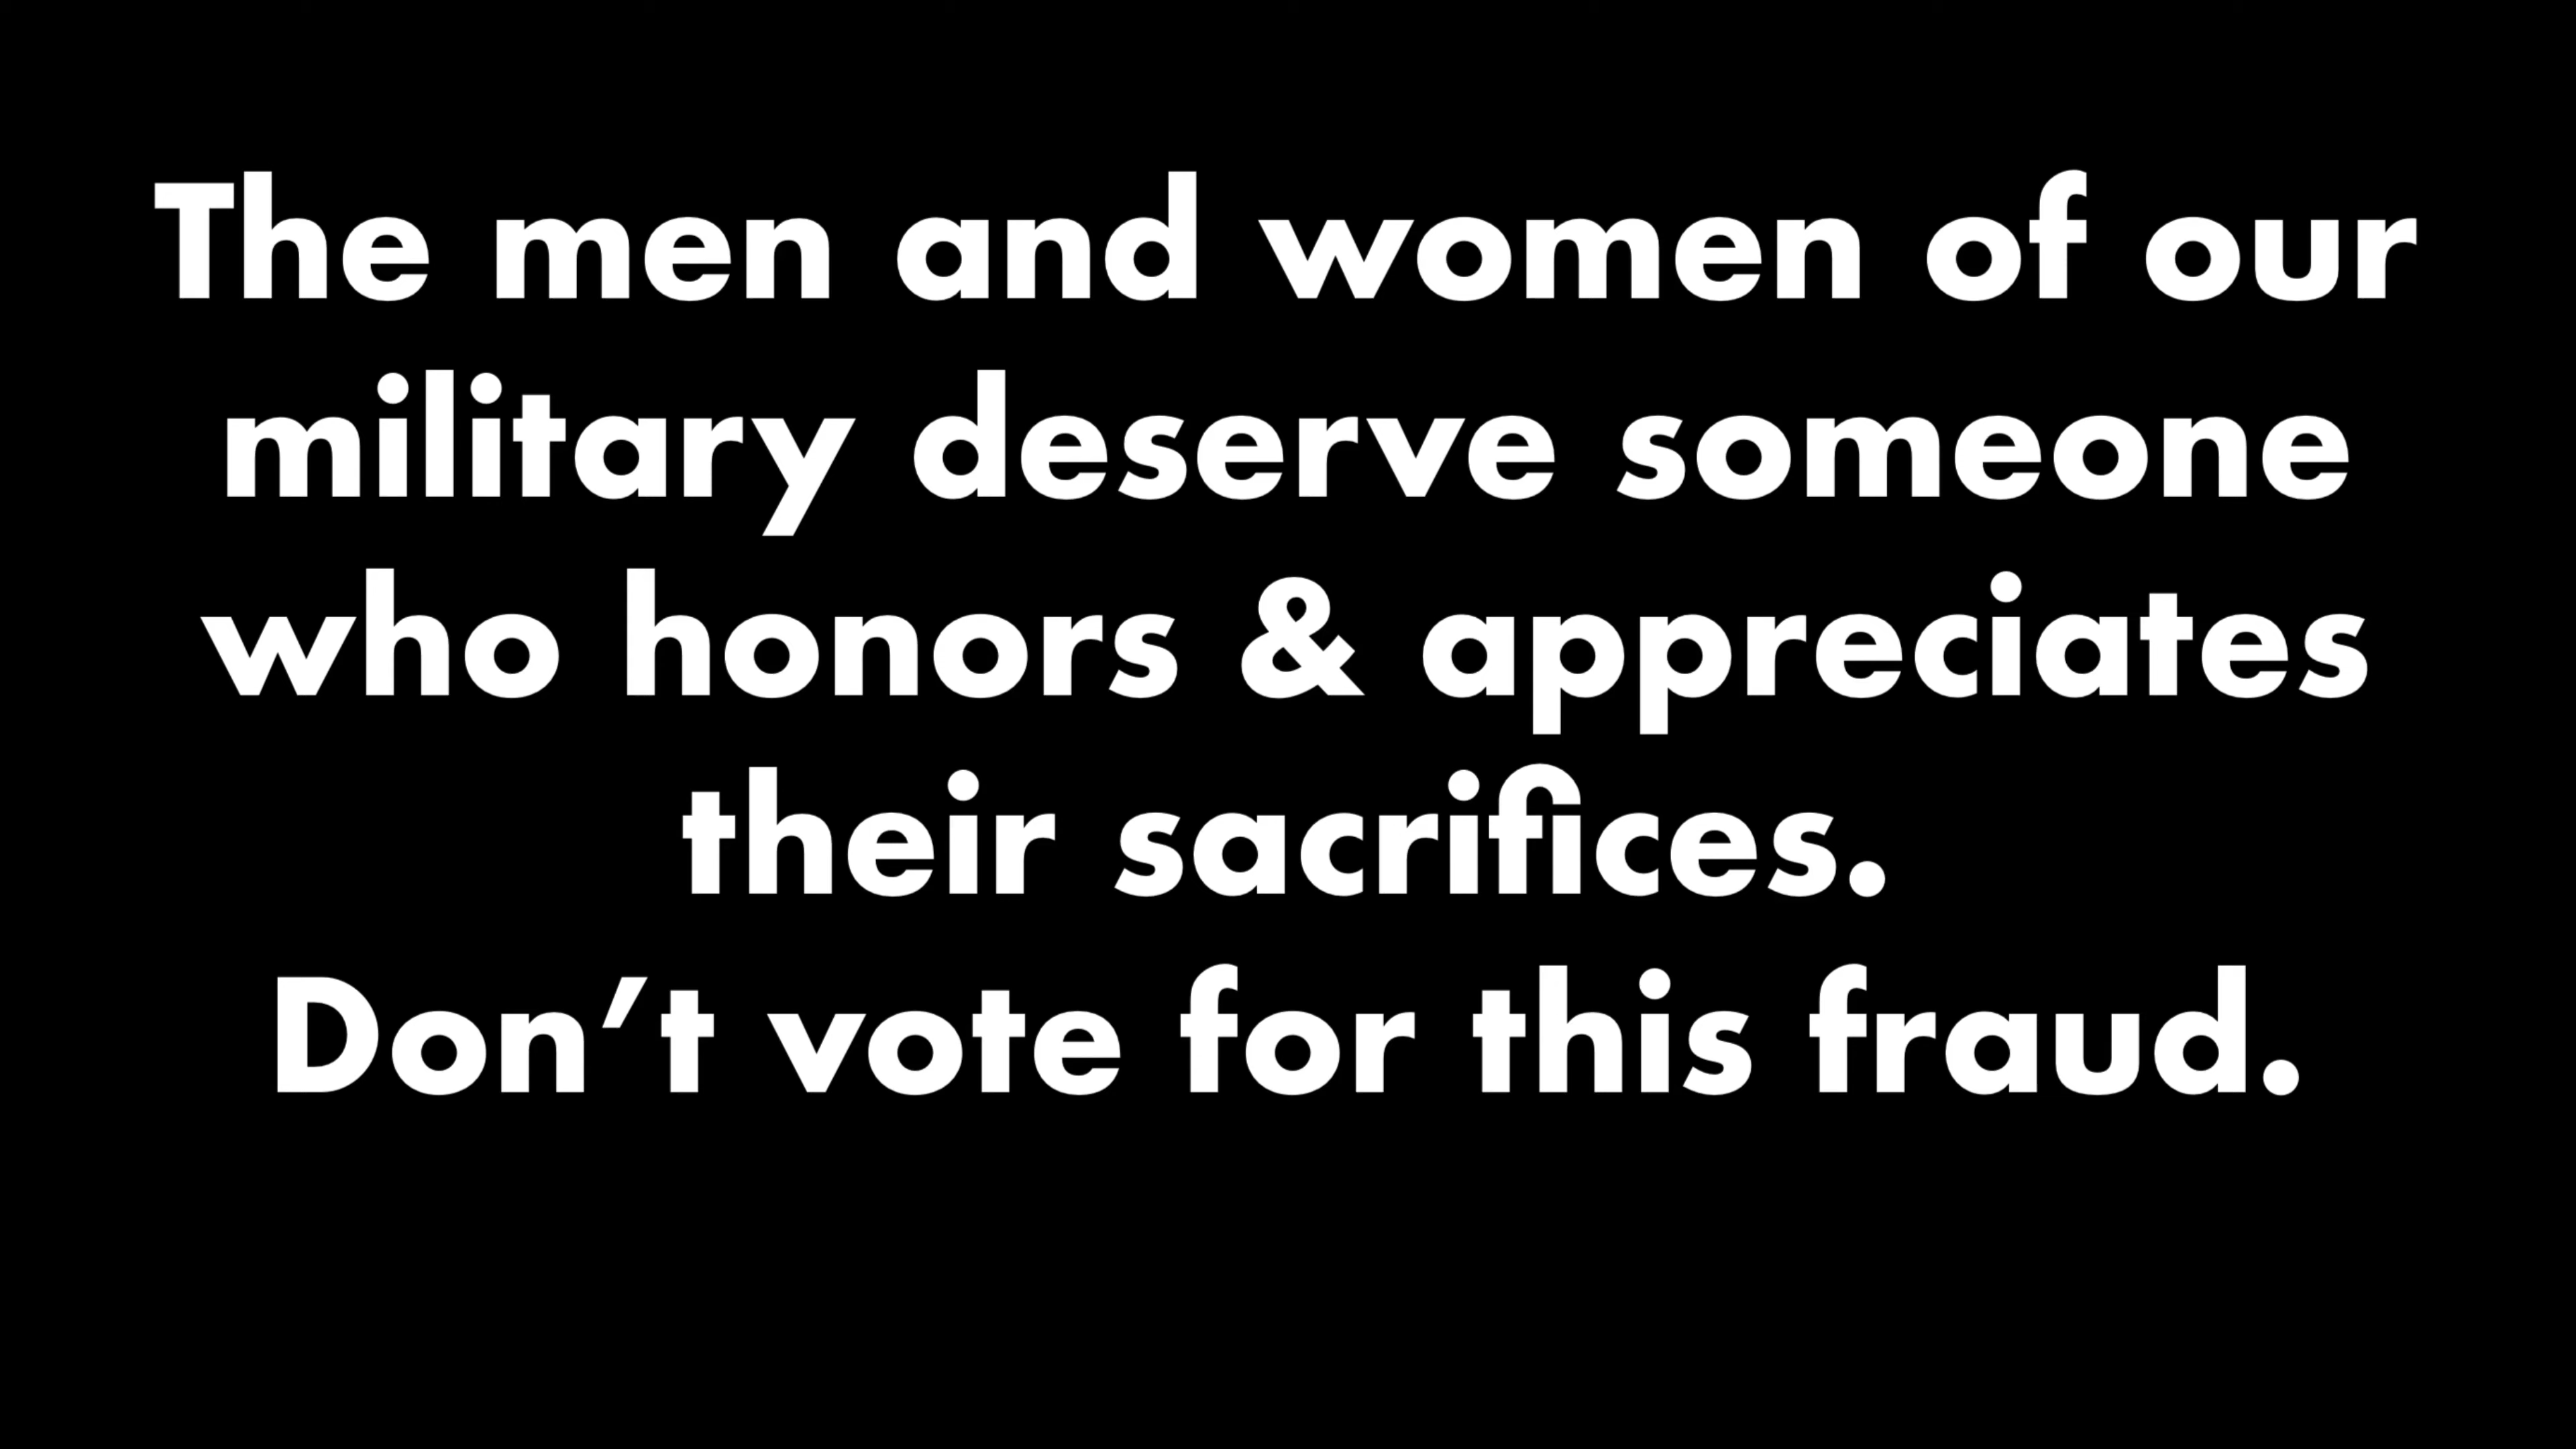 The men and women of our
military deserve someone
who honors & appreciates
their sacrifices.
Don’t vote for this fraud.